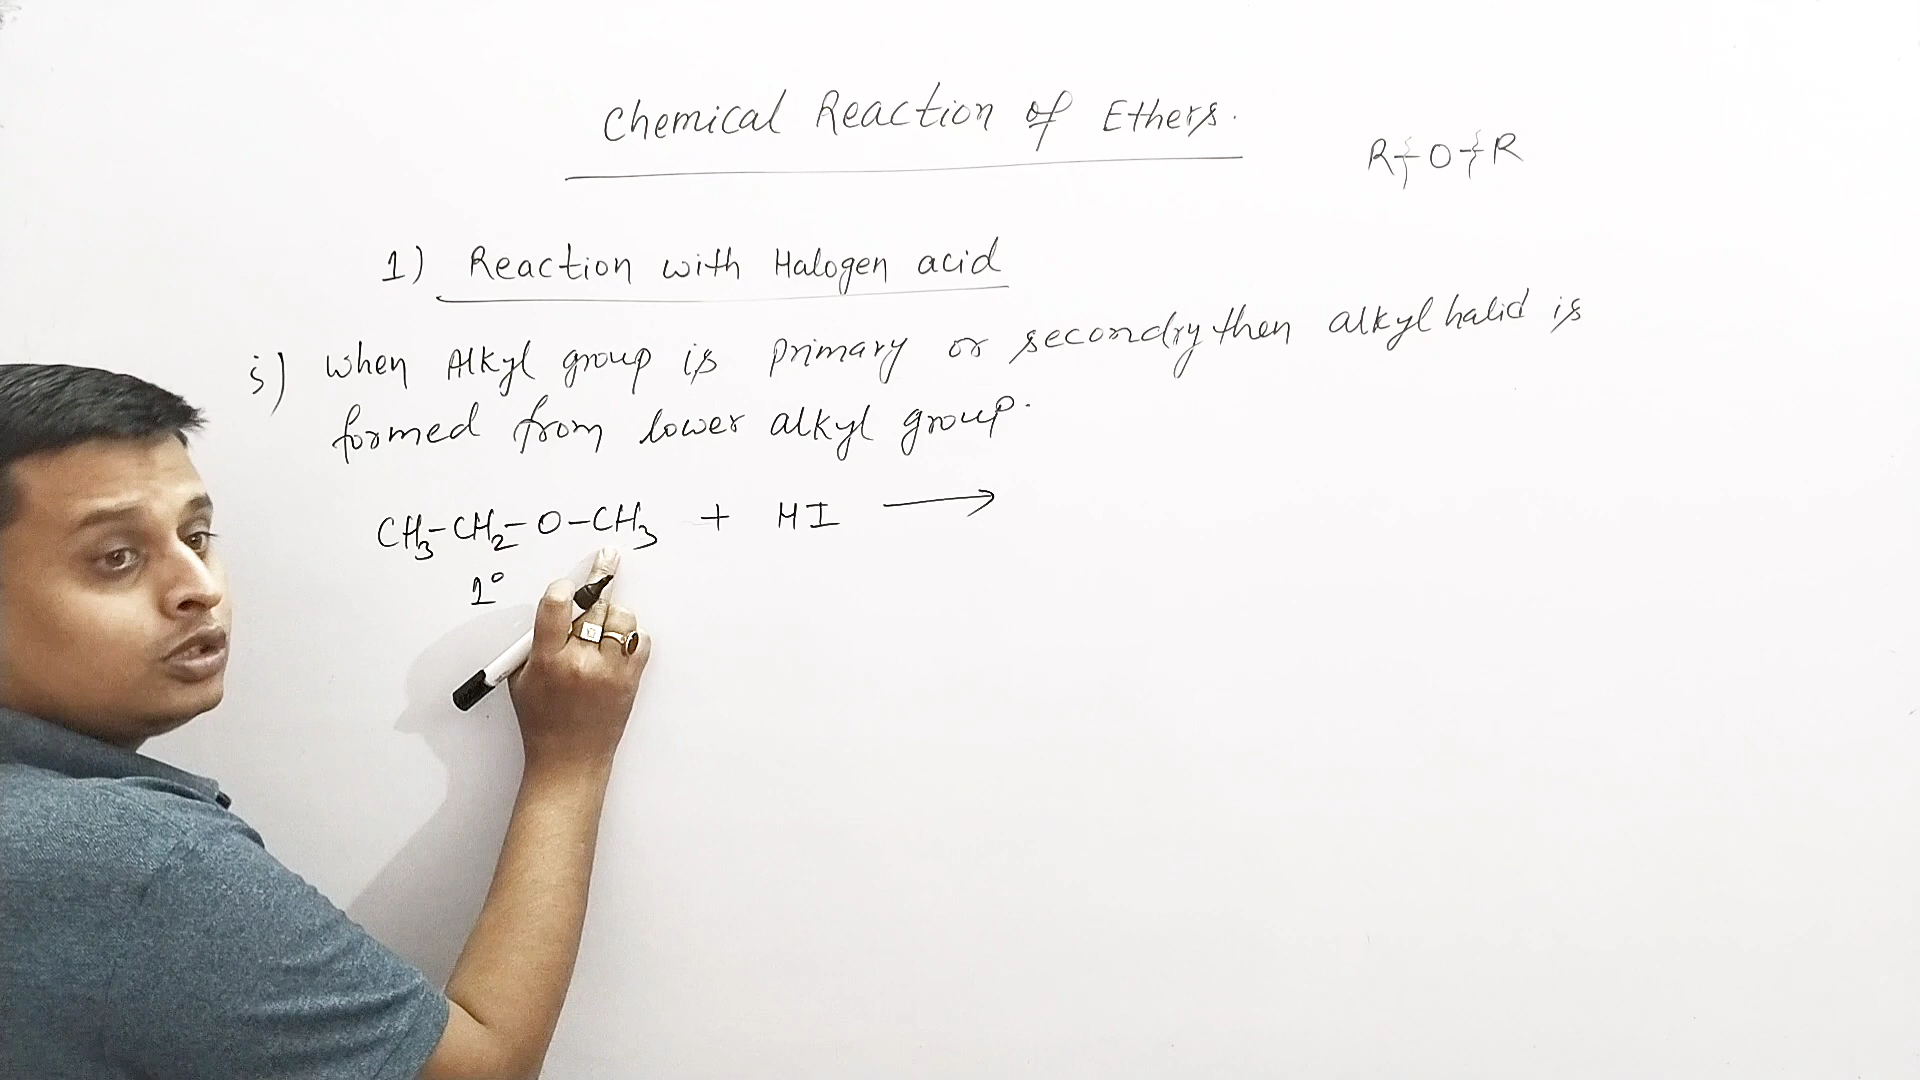 Chemical Reaction of Ethers.
R-O-R
1) Reaction with Halogen acid
i) when Alkyl group is primary or secondry then alkyl halid is
formed from lower alkyl group.
CH₃-CH₂-O-CH₃ + HI ⟶
1°